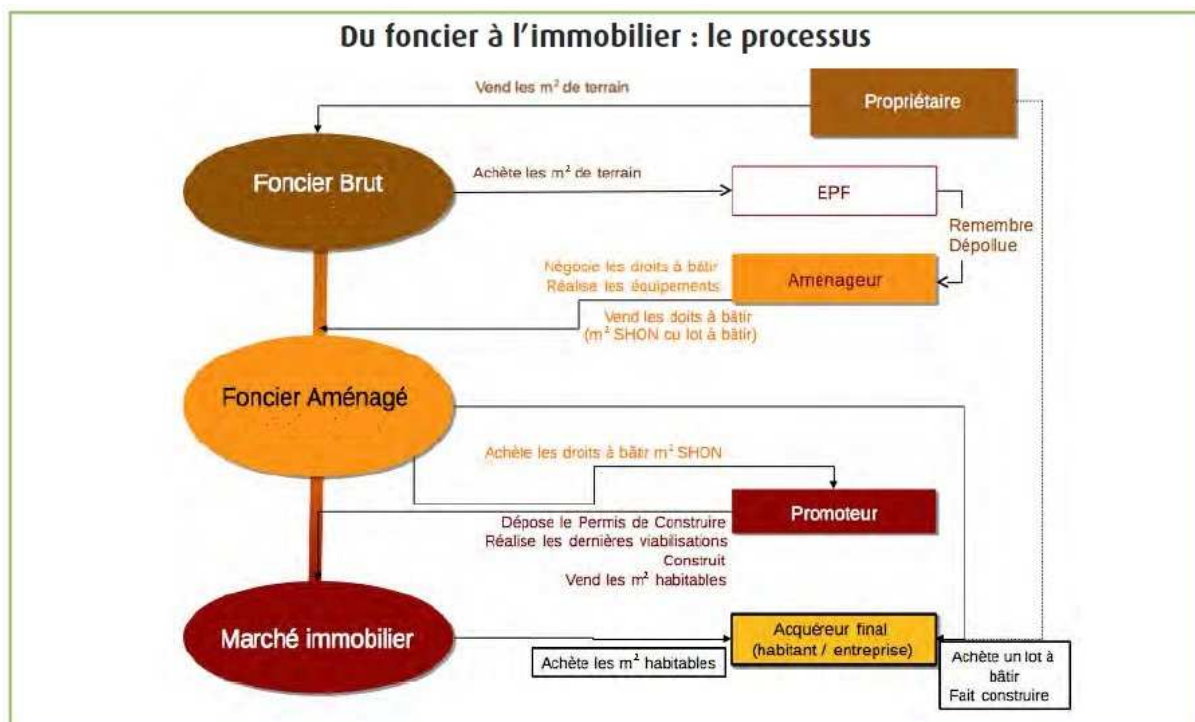 Du foncier à l'immobilier : le processus
Vend les m² de terrain
Propriétaire
Foncier Brut
Achète les m² de terrain
EPF
Remembre
Dépollue
Négocie les droits à bâtir
Réalise les équipements
Aménageur
Vend les doits à bâtir
(m² SHON ou lot à bâtir)
Foncier Aménagé
Achète les droits à bâtir m² SHON
Promoteur
Dépose le Permis de Construire
Réalise les dernières viabilisations
Construit
Vend les m² habitables
Marché immobilier
Acquéreur final
(habitant / entreprise)
Achète les m² habitables
Achète un lot à
bâtir
Fait construire